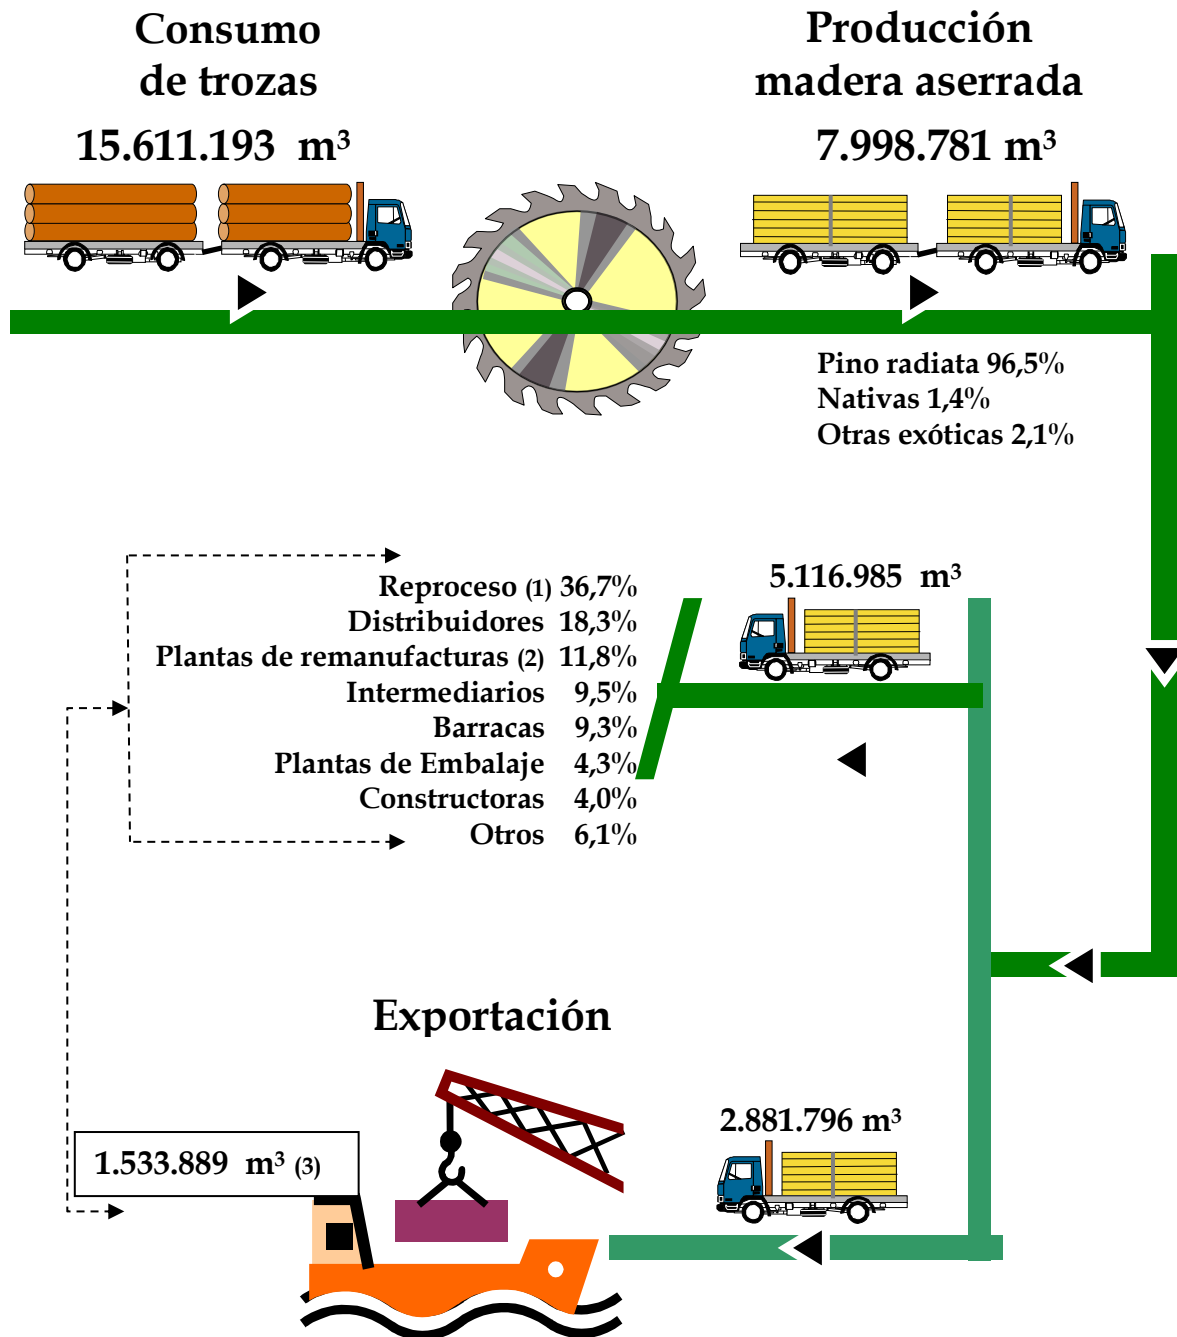 Consumo
de trozas
15.611.193 m³
Producción
madera aserrada
7.998.781 m³
Pino radiata 96,5%
Nativas 1,4%
Otras exóticas 2,1%
Reproceso (1) 36,7%
Distribuidores 18,3%
Plantas de remanufacturas (2) 11,8%
Intermediarios 9,5%
Barracas 9,3%
Plantas de Embalaje 4,3%
Constructoras 4,0%
Otros 6,1%
5.116.985 m³
Exportación
2.881.796 m³
1.533.889 m³ (3)